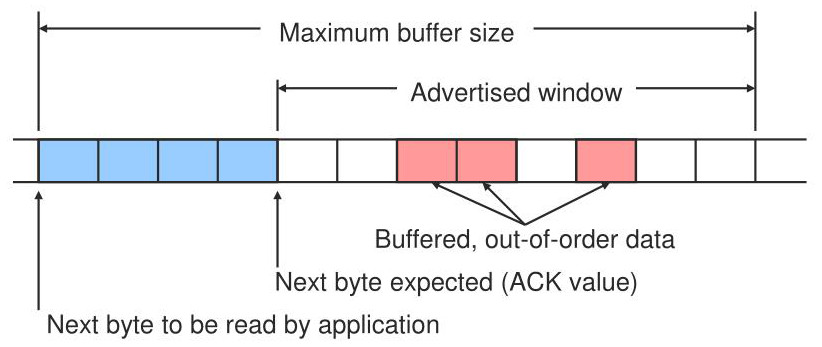 Maximum buffer size
Advertised window
Buffered, out-of-order data
Next byte expected (ACK value)
Next byte to be read by application